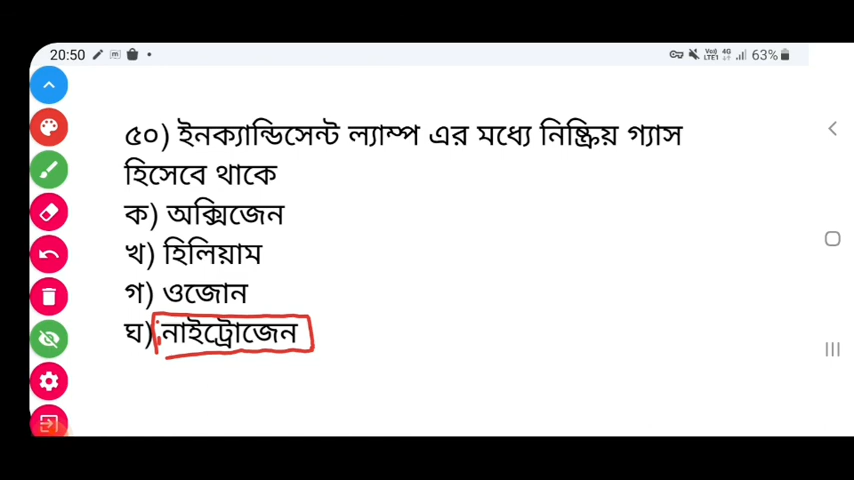 20:50
63%
৫০) ইনক্যান্ডিসেন্ট ল্যাম্প এর মধ্যে নিষ্ক্রিয় গ্যাস
হিসেবে থাকে
ক) অক্সিজেন
খ) হিলিয়াম
গ) ওজোন
ঘ) নাইট্রোজেন